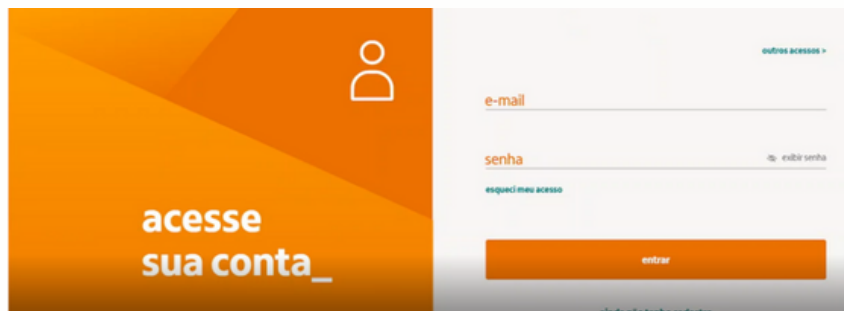 acesse
sua conta_
outros acessos >
e-mail
senha
exibir senha
esqueci meu acesso
entrar